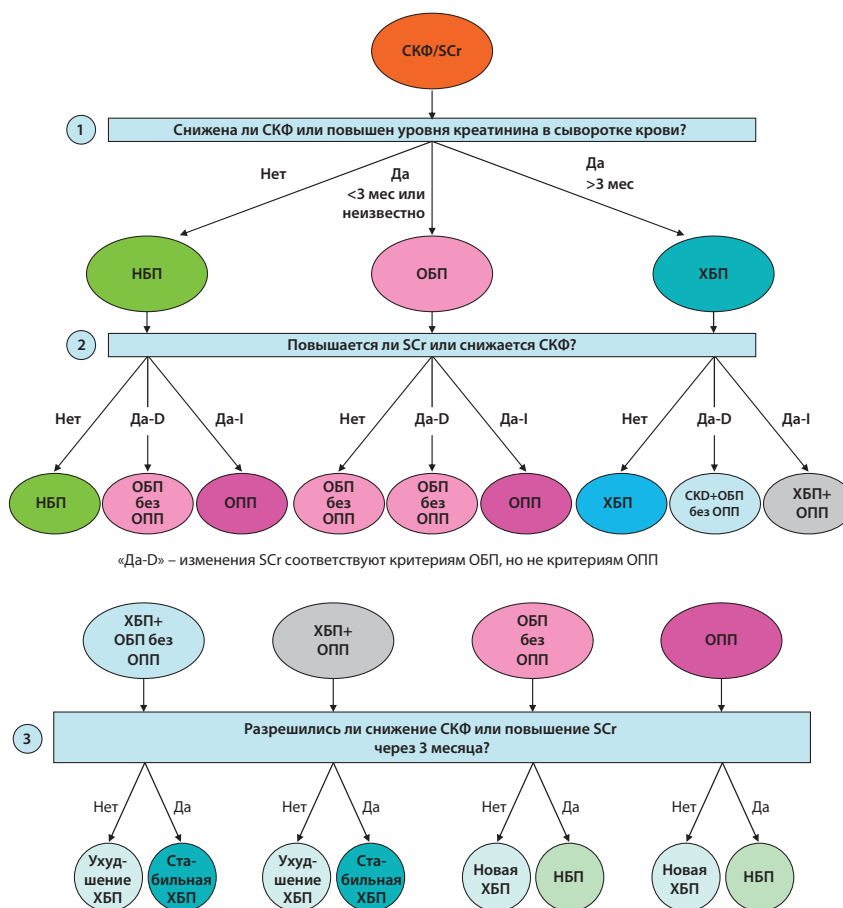 СКФ/SCr
1
Снижена ли СКФ или повышен уровня креатинина в сыворотке крови?
Нет
Да
<3 мес или
неизвестно
Да
>3 мес
НБП
ОБП
ХБП
2
Повышается ли SCr или снижается СКФ?
Нет
Да-D
Да-I
Нет
Да-D
Да-I
Нет
Да-D
Да-I
НБП
ОБП
без
ОПП
ОПП
ОБП
без
ОПП
ОБП
без
ОПП
ОПП
ХБП
CKD+ОБП
без ОПП
ХБП+
ОПП
«Да-D» – изменения SCr соответствуют критериям ОБП, но не критериям ОПП
ХБП+
ОБП без
ОПП
ХБП+
ОПП
ОБП
без
ОПП
ОПП
3
Разрешились ли снижение СКФ или повышение SCr
через 3 месяца?
Нет
Да
Нет
Да
Нет
Да
Нет
Да
Ухуд-
шение
ХБП
Ста-
бильная
ХБП
Ухуд-
шение
ХБП
Ста-
бильная
ХБП
Новая
ХБП
НБП
Новая
ХБП
НБП